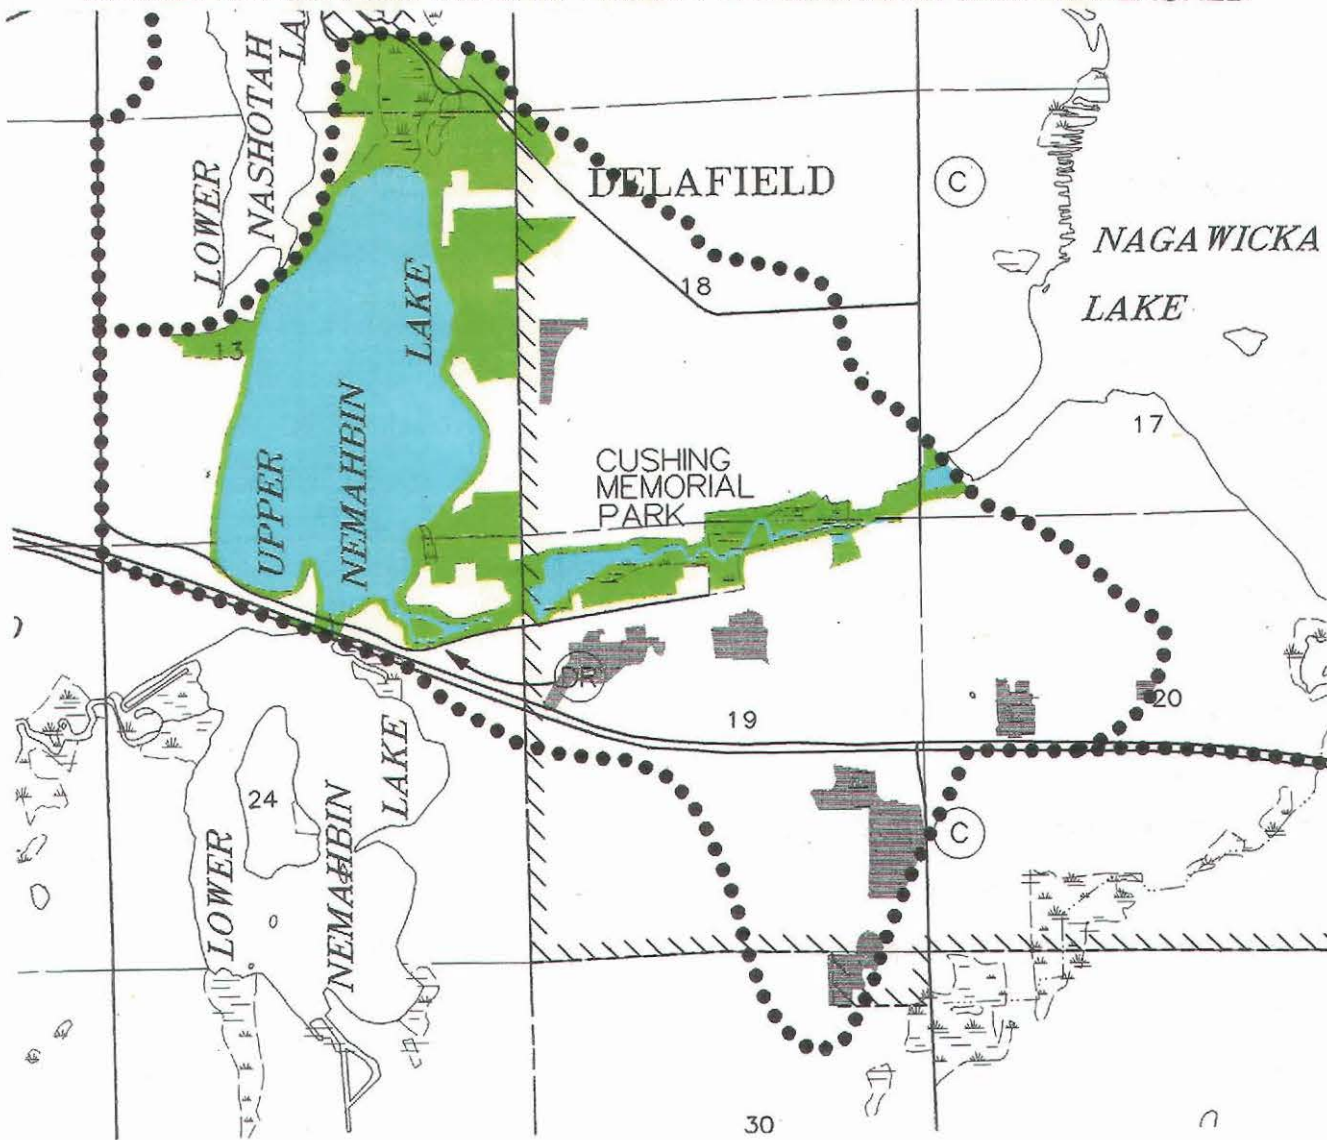 LOWER
NASHOTAH
DELAFIELD
C
NAGAWICKA
LAKE
18
13
UPPER
NEMAHBIN
LAKE
17
CUSHING
MEMORIAL
PARK
DR
19
20
24
LOWER
NEMAHBIN
LAKE
C
30